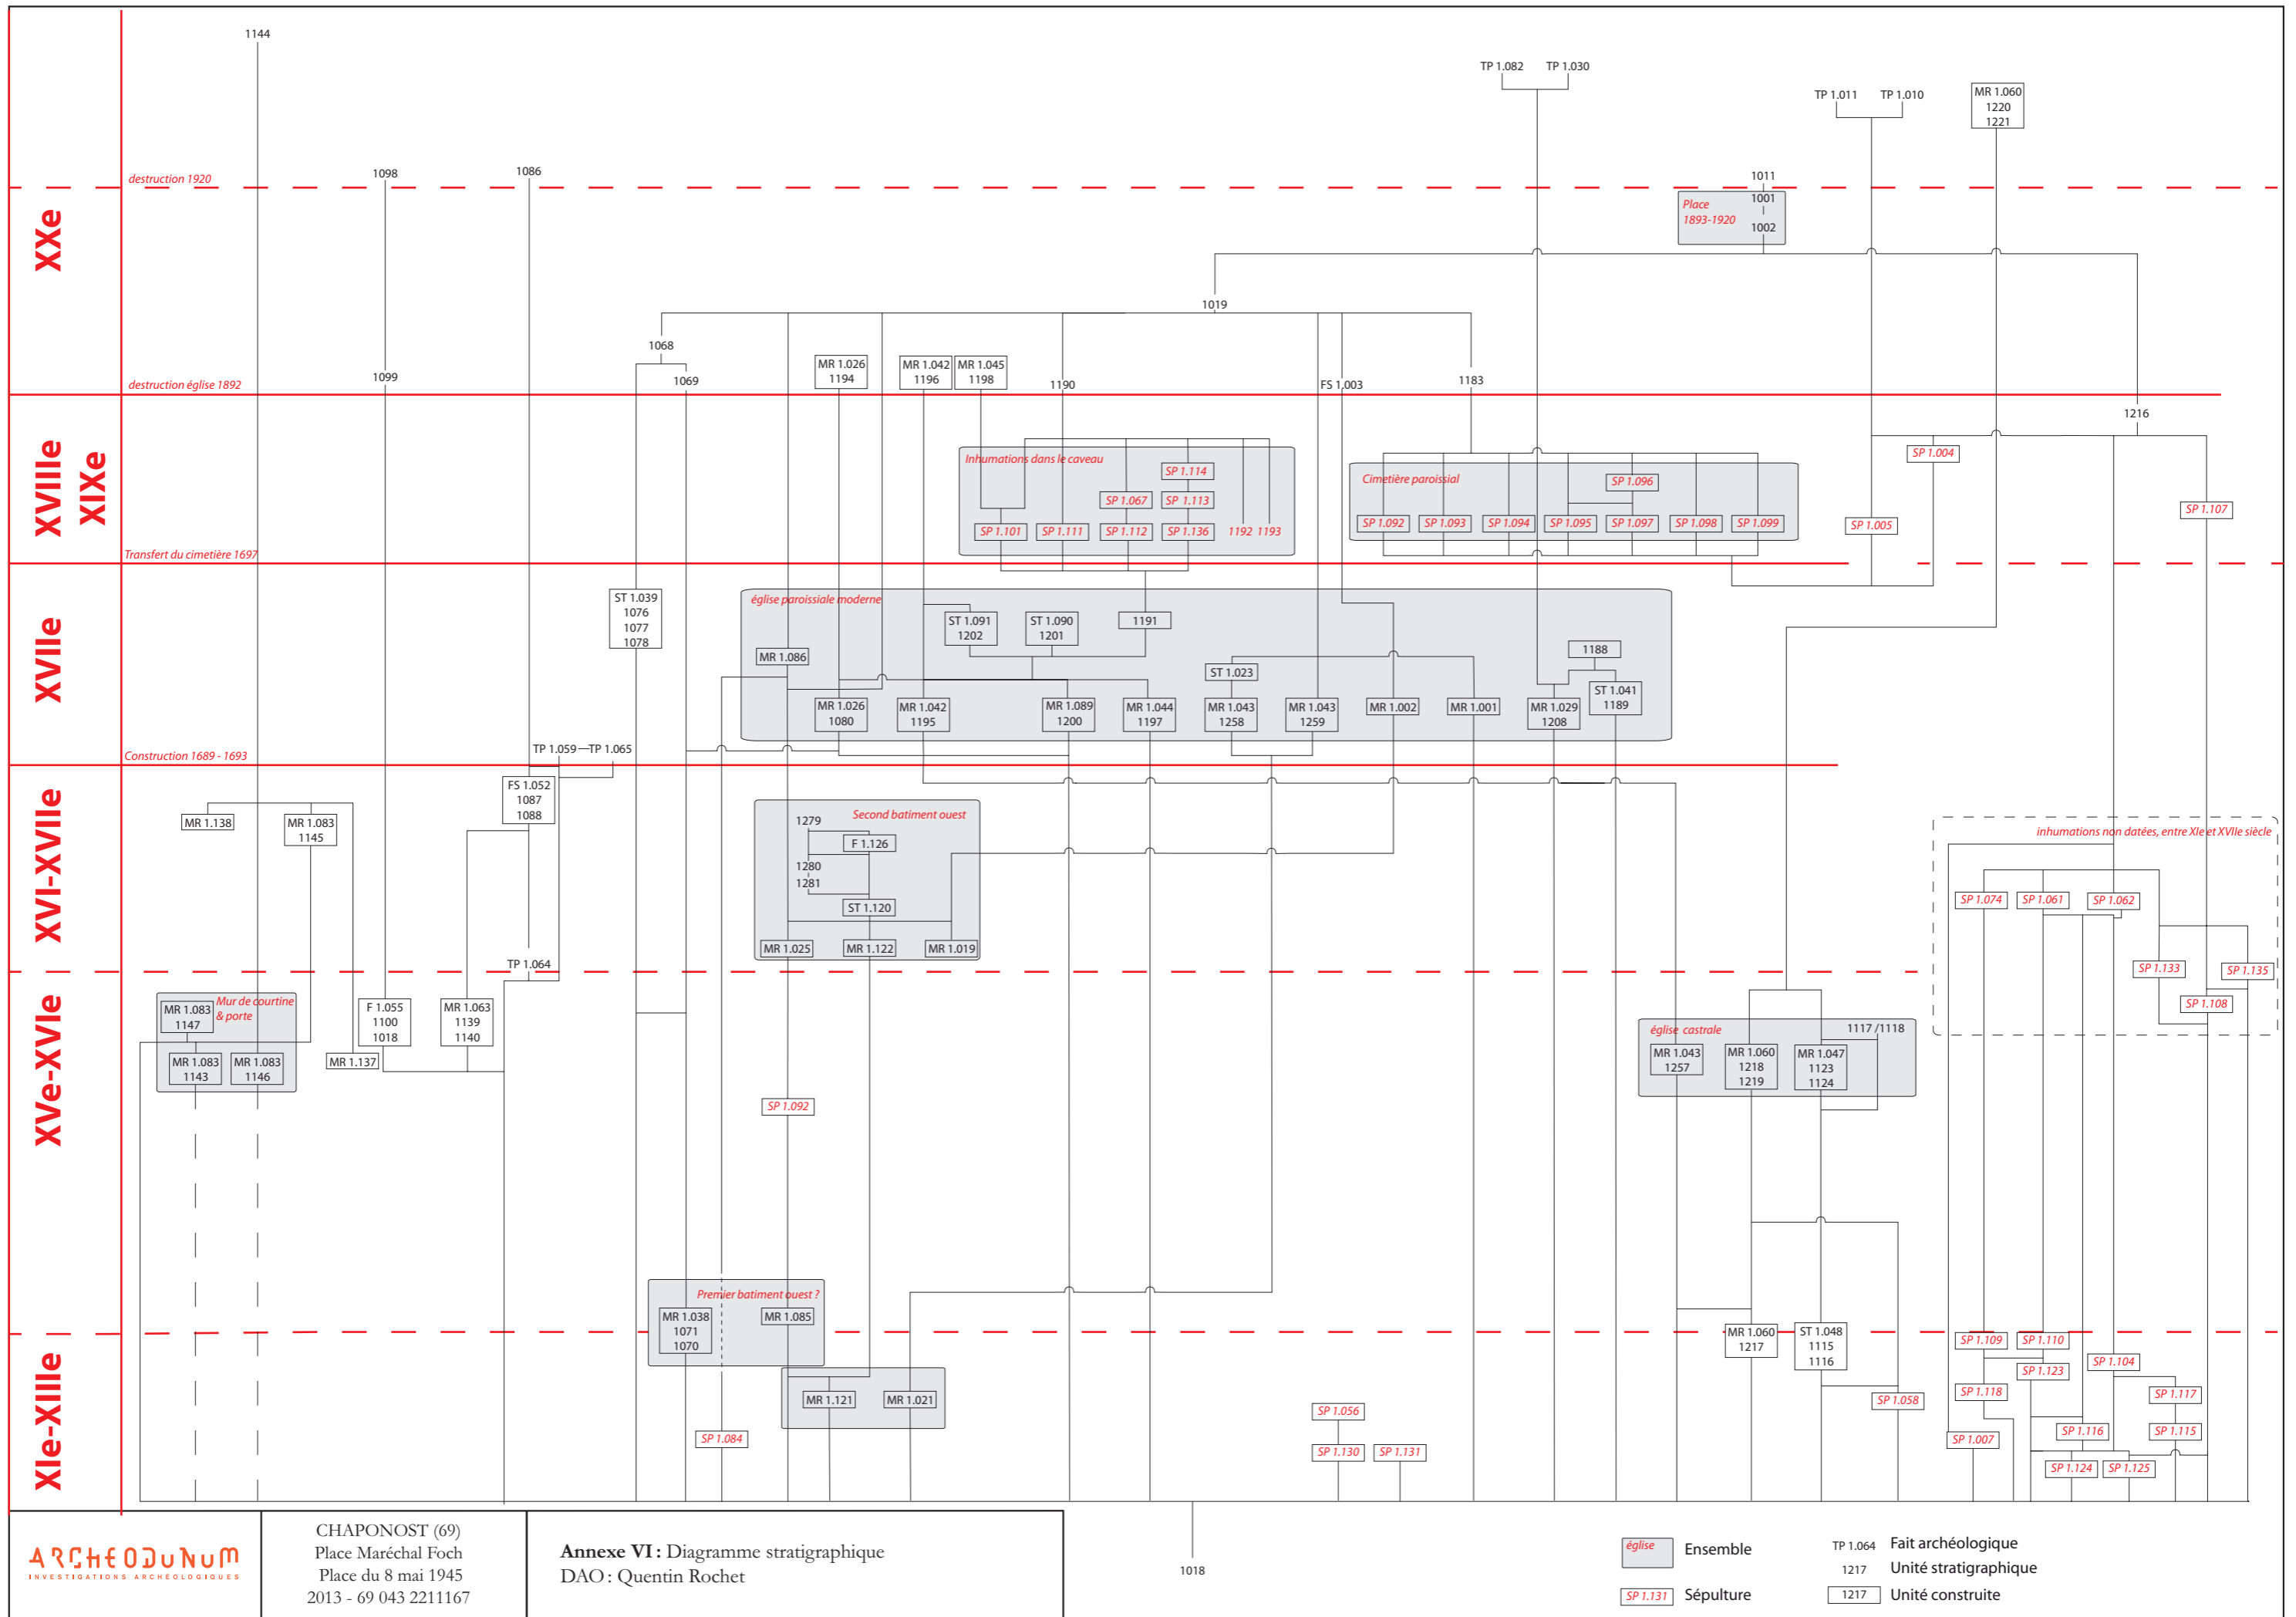 1144
TP 1.082 TP 1.030
TP 1.011 TP 1.010
MR 1.060
1220
1221
destruction 1920
1098
1086
1011
XXe
Place
1893-1920
1001
1002
1019
1068
1069
1099
MR 1.026
1194
MR 1.042
1196
MR 1.045
1198
1190
FS 1.003
1183
destruction église 1892
1216
XVIIIe
XIXe
Inhumations dans le caveau
SP 1.114
SP 1.067
SP 1.113
SP 1.101
SP 1.111
SP 1.112
SP 1.136
1192 1193
Cimetière paroissial
SP 1.096
SP 1.092
SP 1.093
SP 1.094
SP 1.095
SP 1.097
SP 1.098
SP 1.099
SP 1.004
SP 1.005
SP 1.107
Transfert du cimetière 1697
XVIIe
ST 1.039
1076
1077
1078
église paroissiale moderne
ST 1.091
1202
ST 1.090
1201
1191
MR 1.086
1188
ST 1.023
ST 1.041
1189
MR 1.026
1080
MR 1.042
1195
MR 1.089
1200
MR 1.044
1197
MR 1.043
1258
MR 1.043
1259
MR 1.002
MR 1.001
MR 1.029
1208
TP 1.059 TP 1.065
Construction 1689 - 1693
XVI-XVIIe
FS 1.052
1087
1088
MR 1.138
MR 1.083
1145
Second batiment ouest
1279
F 1.126
1280
1281
ST 1.120
MR 1.025
MR 1.122
MR 1.019
inhumations non datées, entre XIe et XVIIe siècle
SP 1.074
SP 1.061
SP 1.062
SP 1.133
SP 1.135
SP 1.108
TP 1.064
XVe-XVIe
MR 1.083
1147
Mur de courtine
& porte
MR 1.083
1143
MR 1.083
1146
MR 1.137
F 1.055
1100
1018
MR 1.063
1139
1140
église castrale
1117 /1118
MR 1.043
1257
MR 1.060
1218
1219
MR 1.047
1123
1124
SP 1.092
Premier batiment ouest ?
MR 1.038
1071
1070
MR 1.085
XIe-XIIIe
MR 1.060
1217
ST 1.048
1115
1116
SP 1.109
SP 1.110
SP 1.104
SP 1.123
SP 1.118
SP 1.117
MR 1.121
MR 1.021
SP 1.058
SP 1.056
SP 1.084
SP 1.130
SP 1.131
SP 1.007
SP 1.116
SP 1.115
SP 1.124
SP 1.125
ARCHEODUNUM
INVESTIGATIONS ARCHÉOLOGIQUES
CHAPONOST (69)
Place Maréchal Foch
Place du 8 mai 1945
2013 - 69 043 2211167
Annexe VI : Diagramme stratigraphique
DAO : Quentin Rochet
1018
église
Ensemble
SP 1.131
Sépulture
TP 1.064 Fait archéologique
1217 Unité stratigraphique
1217 Unité construite